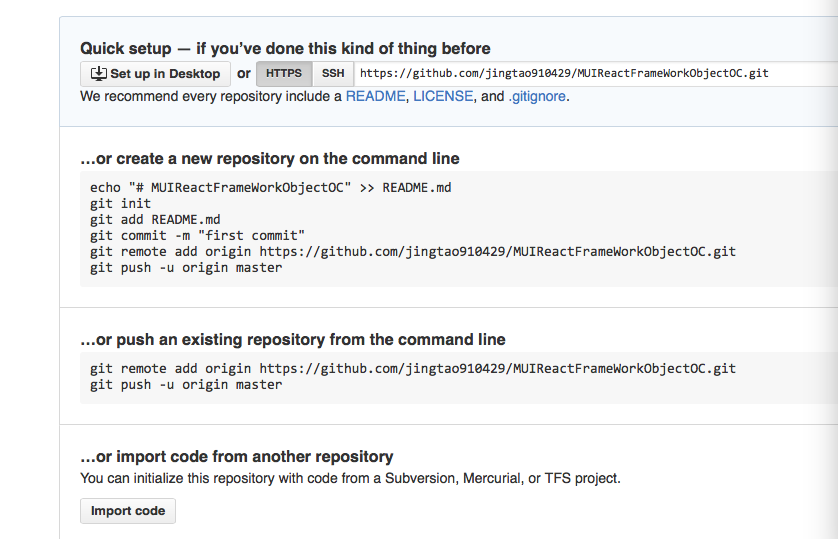 Quick setup — if you’ve done this kind of thing before
Set up in Desktop or HTTPS SSH https://github.com/jingtao910429/MUIReactFrameWorkObjectOC.git
We recommend every repository include a README, LICENSE, and .gitignore.
…or create a new repository on the command line
echo "# MUIReactFrameWorkObjectOC" >> README.md
git init
git add README.md
git commit -m "first commit"
git remote add origin https://github.com/jingtao910429/MUIReactFrameWorkObjectOC.git
git push -u origin master
…or push an existing repository from the command line
git remote add origin https://github.com/jingtao910429/MUIReactFrameWorkObjectOC.git
git push -u origin master
…or import code from another repository
You can initialize this repository with code from a Subversion, Mercurial, or TFS project.
Import code